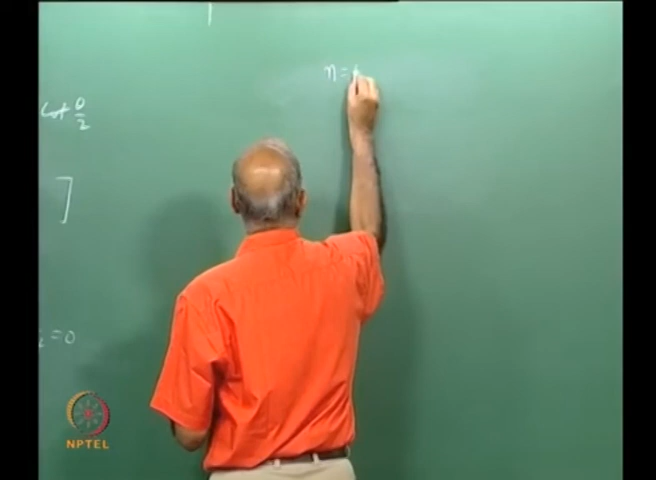 cot θ/2
]
i = 0
η =
NPTEL